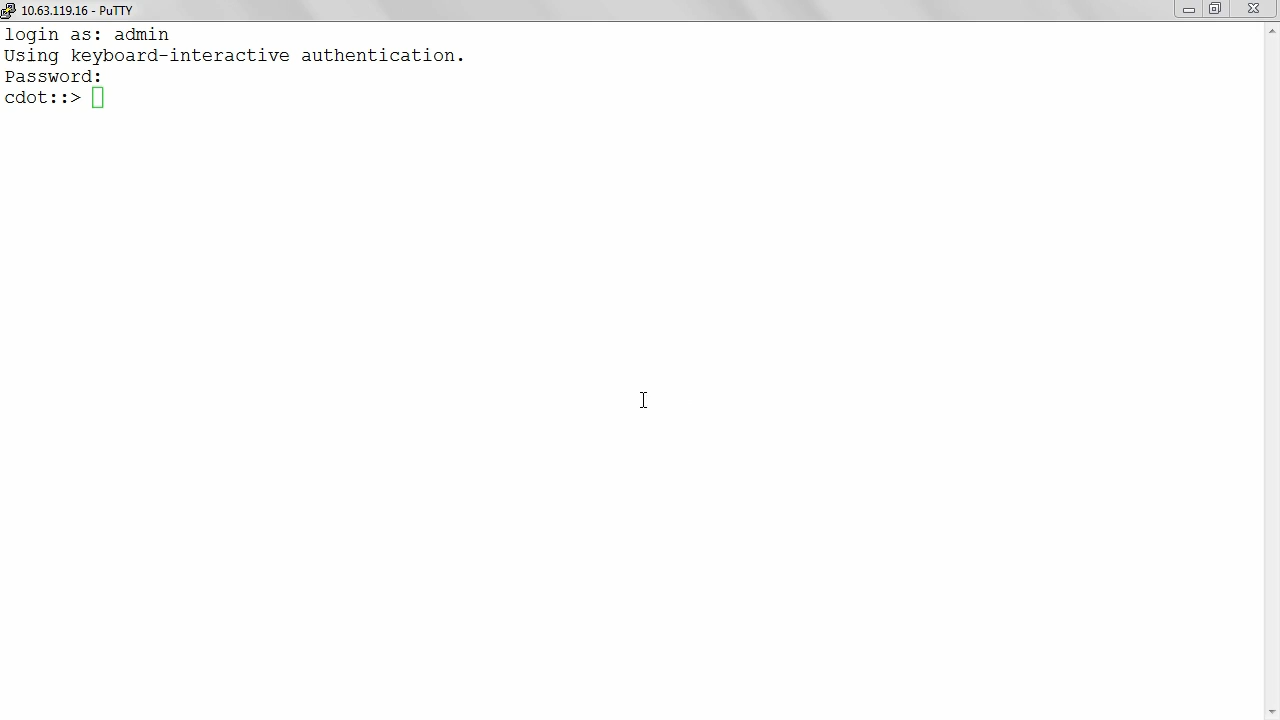 10.63.119.16 - PuTTY
login as: admin
Using keyboard-interactive authentication.
Password:
cdot::>